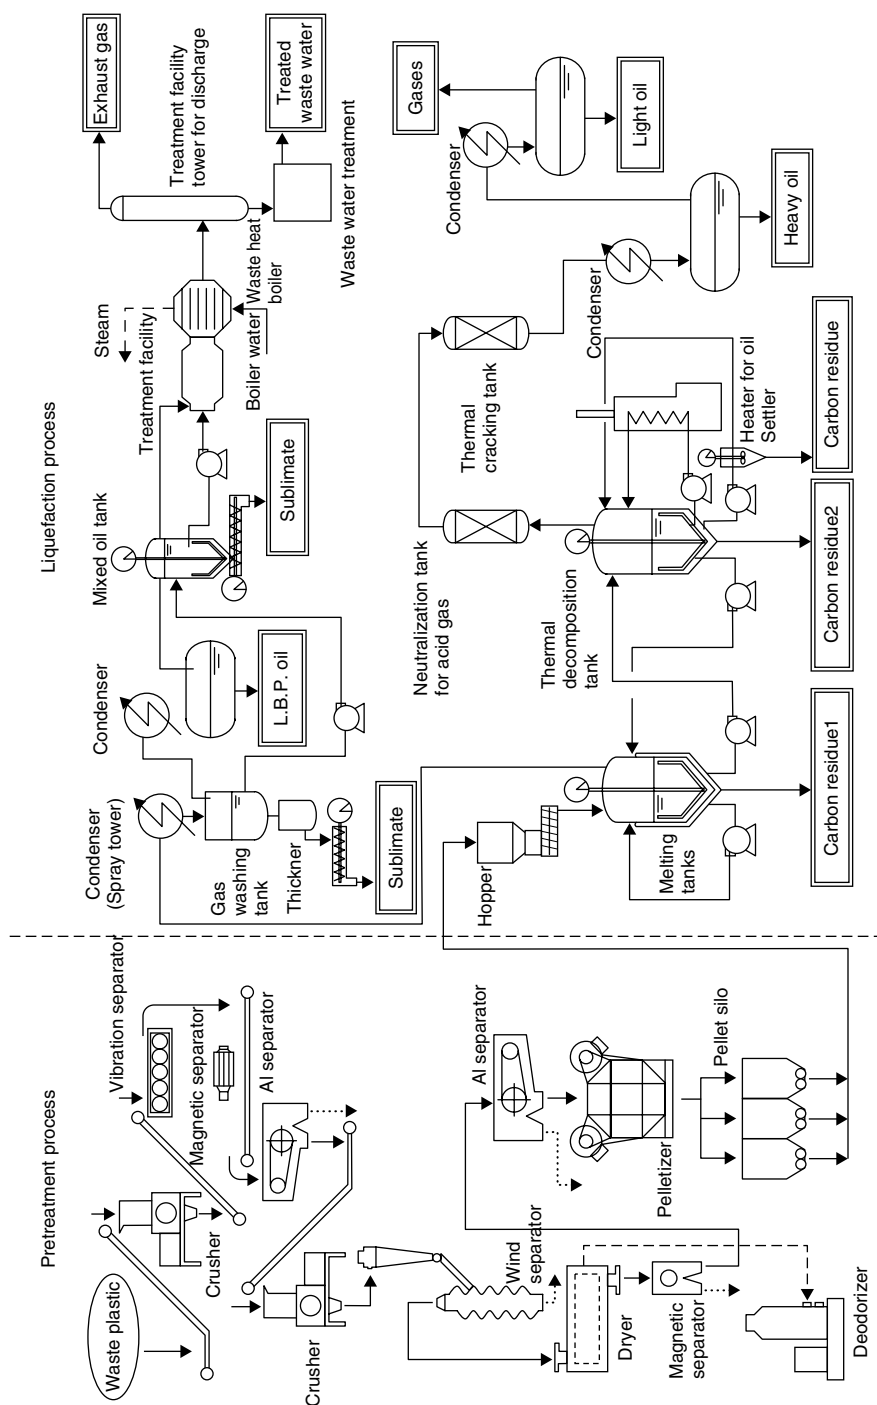 Pretreatment process
Waste plastic
Crusher
Vibration separator
Magnetic separator
Al separator
Crusher
Wind
separator
Dryer
Magnetic
separator
Deodorizer
Al separator
Pelletizer
Pellet silo
Liquefaction process
Condenser
(Spray tower)
Gas
washing
tank
Thickner
Sublimate
Condenser
L.B.P. oil
Mixed oil tank
Sublimate
Treatment facility
Steam
Boiler water
Waste heat
boiler
Treatment facility
tower for discharge
Exhaust gas
Treated
waste water
Waste water treatment
Hopper
Melting
tanks
Carbon residue1
Thermal
decomposition
tank
Neutralization tank
for acid gas
Thermal
cracking tank
Carbon residue2
Heater for oil
Settler
Carbon residue
Condenser
Heavy oil
Condenser
Gases
Light oil